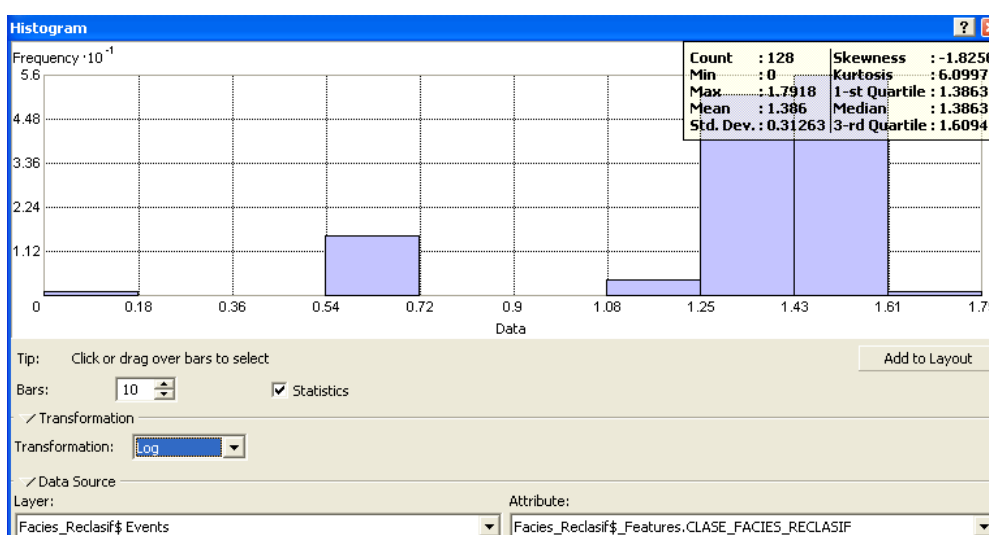 Histogram
?
Frequency ·10⁻¹
Count : 128 Skewness : -1.8256
Min : 0 Kurtosis : 6.0997
Max : 1.7918 1-st Quartile : 1.3863
Mean : 1.386 Median : 1.3863
Std. Dev. : 0.31263 3-rd Quartile : 1.6094
5.6
4.48
3.36
2.24
1.12
0 0.18 0.36 0.54 0.72 0.9 1.08 1.25 1.43 1.61
Data
Tip: Click or drag over bars to select Add to Layout
Bars: 10 Statistics
Transformation
Transformation: Log
Data Source
Layer: Attribute:
Facies_Reclasif$ Events Facies_Reclasif$_Features.CLASE_FACIES_RECLASIF